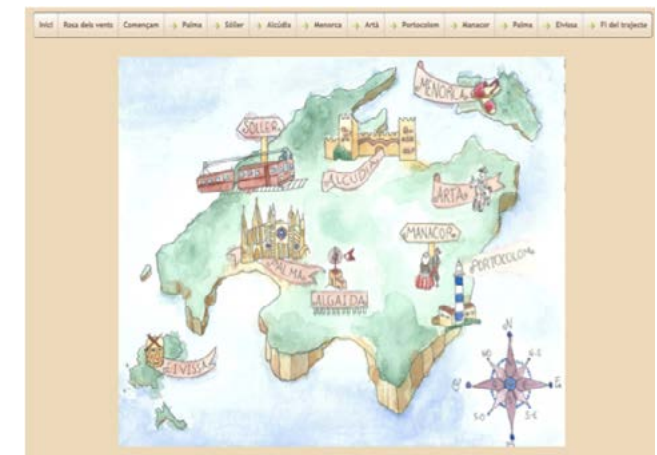 Inici Rosa dels vents Començam → Palma → Sóller → Alcúdia → Menorca → Artà → Portocolom → Manacor → Palma → Eivissa → Fi del trajecte
MENORCA
SÓLLER
ALCÚDIA
ARTÀ
MANACOR
PORTOCOLOM
PALMA
ALGAIDA
EIVISSA
N
NO N-E
O E
S-O S-E
S